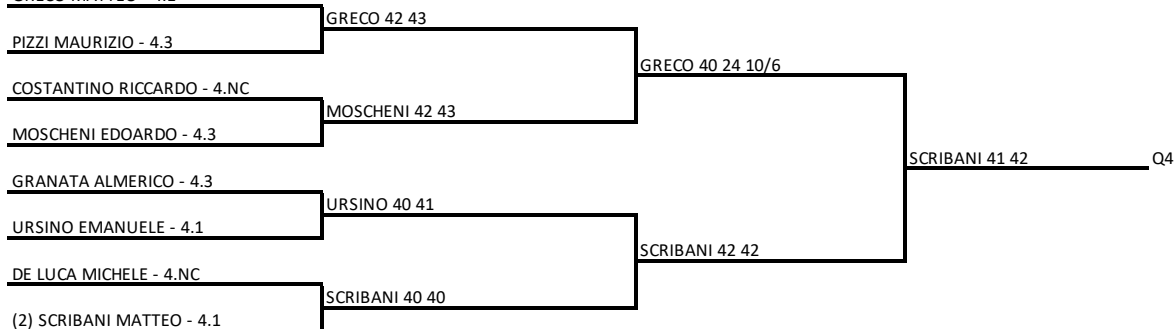 GRECO 42 43
PIZZI MAURIZIO - 4.3
GRECO 40 24 10/6
COSTANTINO RICCARDO - 4.NC
MOSCHENI 42 43
MOSCHENI EDOARDO - 4.3
SCRIBANI 41 42
Q4
GRANATA ALMERICO - 4.3
URSINO 40 41
URSINO EMANUELE - 4.1
SCRIBANI 42 42
DE LUCA MICHELE - 4.NC
SCRIBANI 40 40
(2) SCRIBANI MATTEO - 4.1